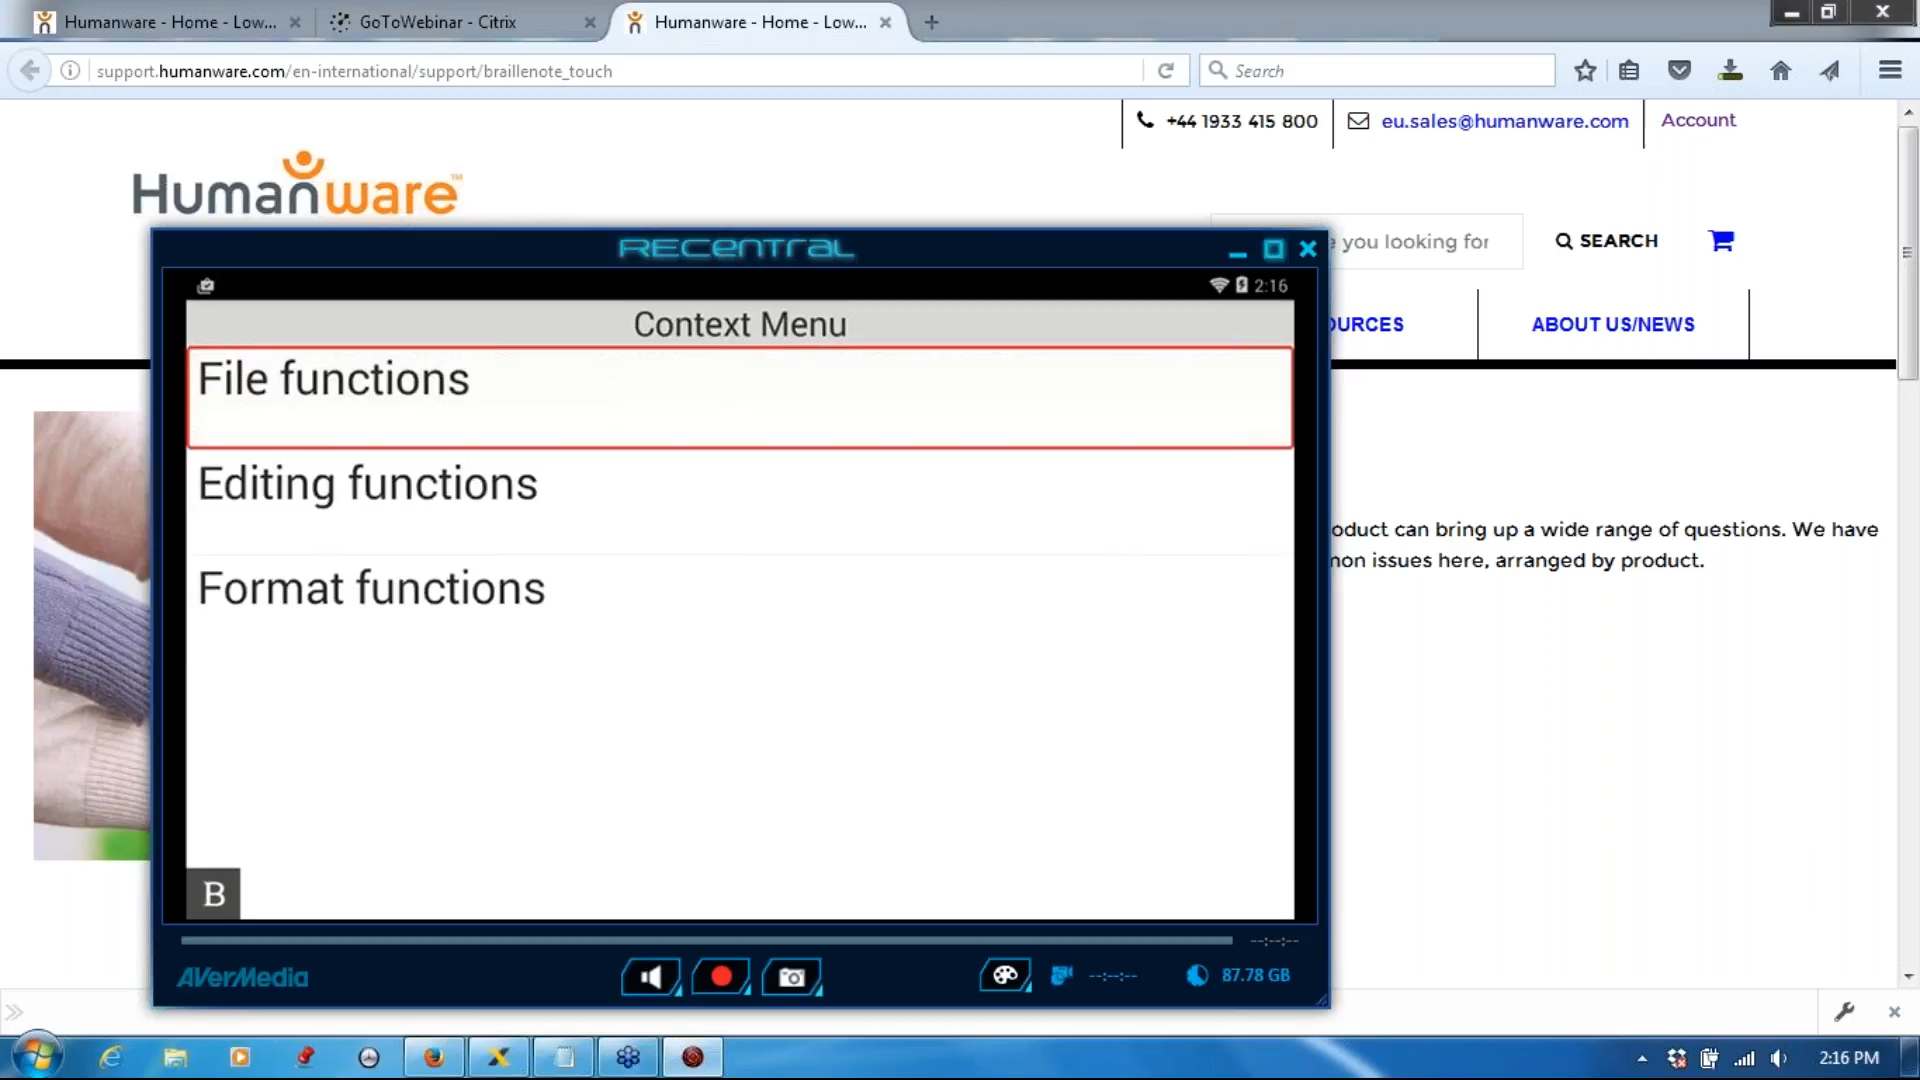 Humanware - Home - Low...
GoToWebinar - Citrix
Humanware - Home - Low...
support.humanware.com/en-international/support/braillenote_touch
Search
+44 1933 415 800
eu.sales@humanware.com
Account
Humanware™
e you looking for
SEARCH
OURCES
ABOUT US/NEWS
RECentral
2:16
Context Menu
File functions
Editing functions
Format functions
oduct can bring up a wide range of questions. We have
mon issues here, arranged by product.
B
--:--:--
AVerMedia
--:--:--
87.78 GB
2:16 PM